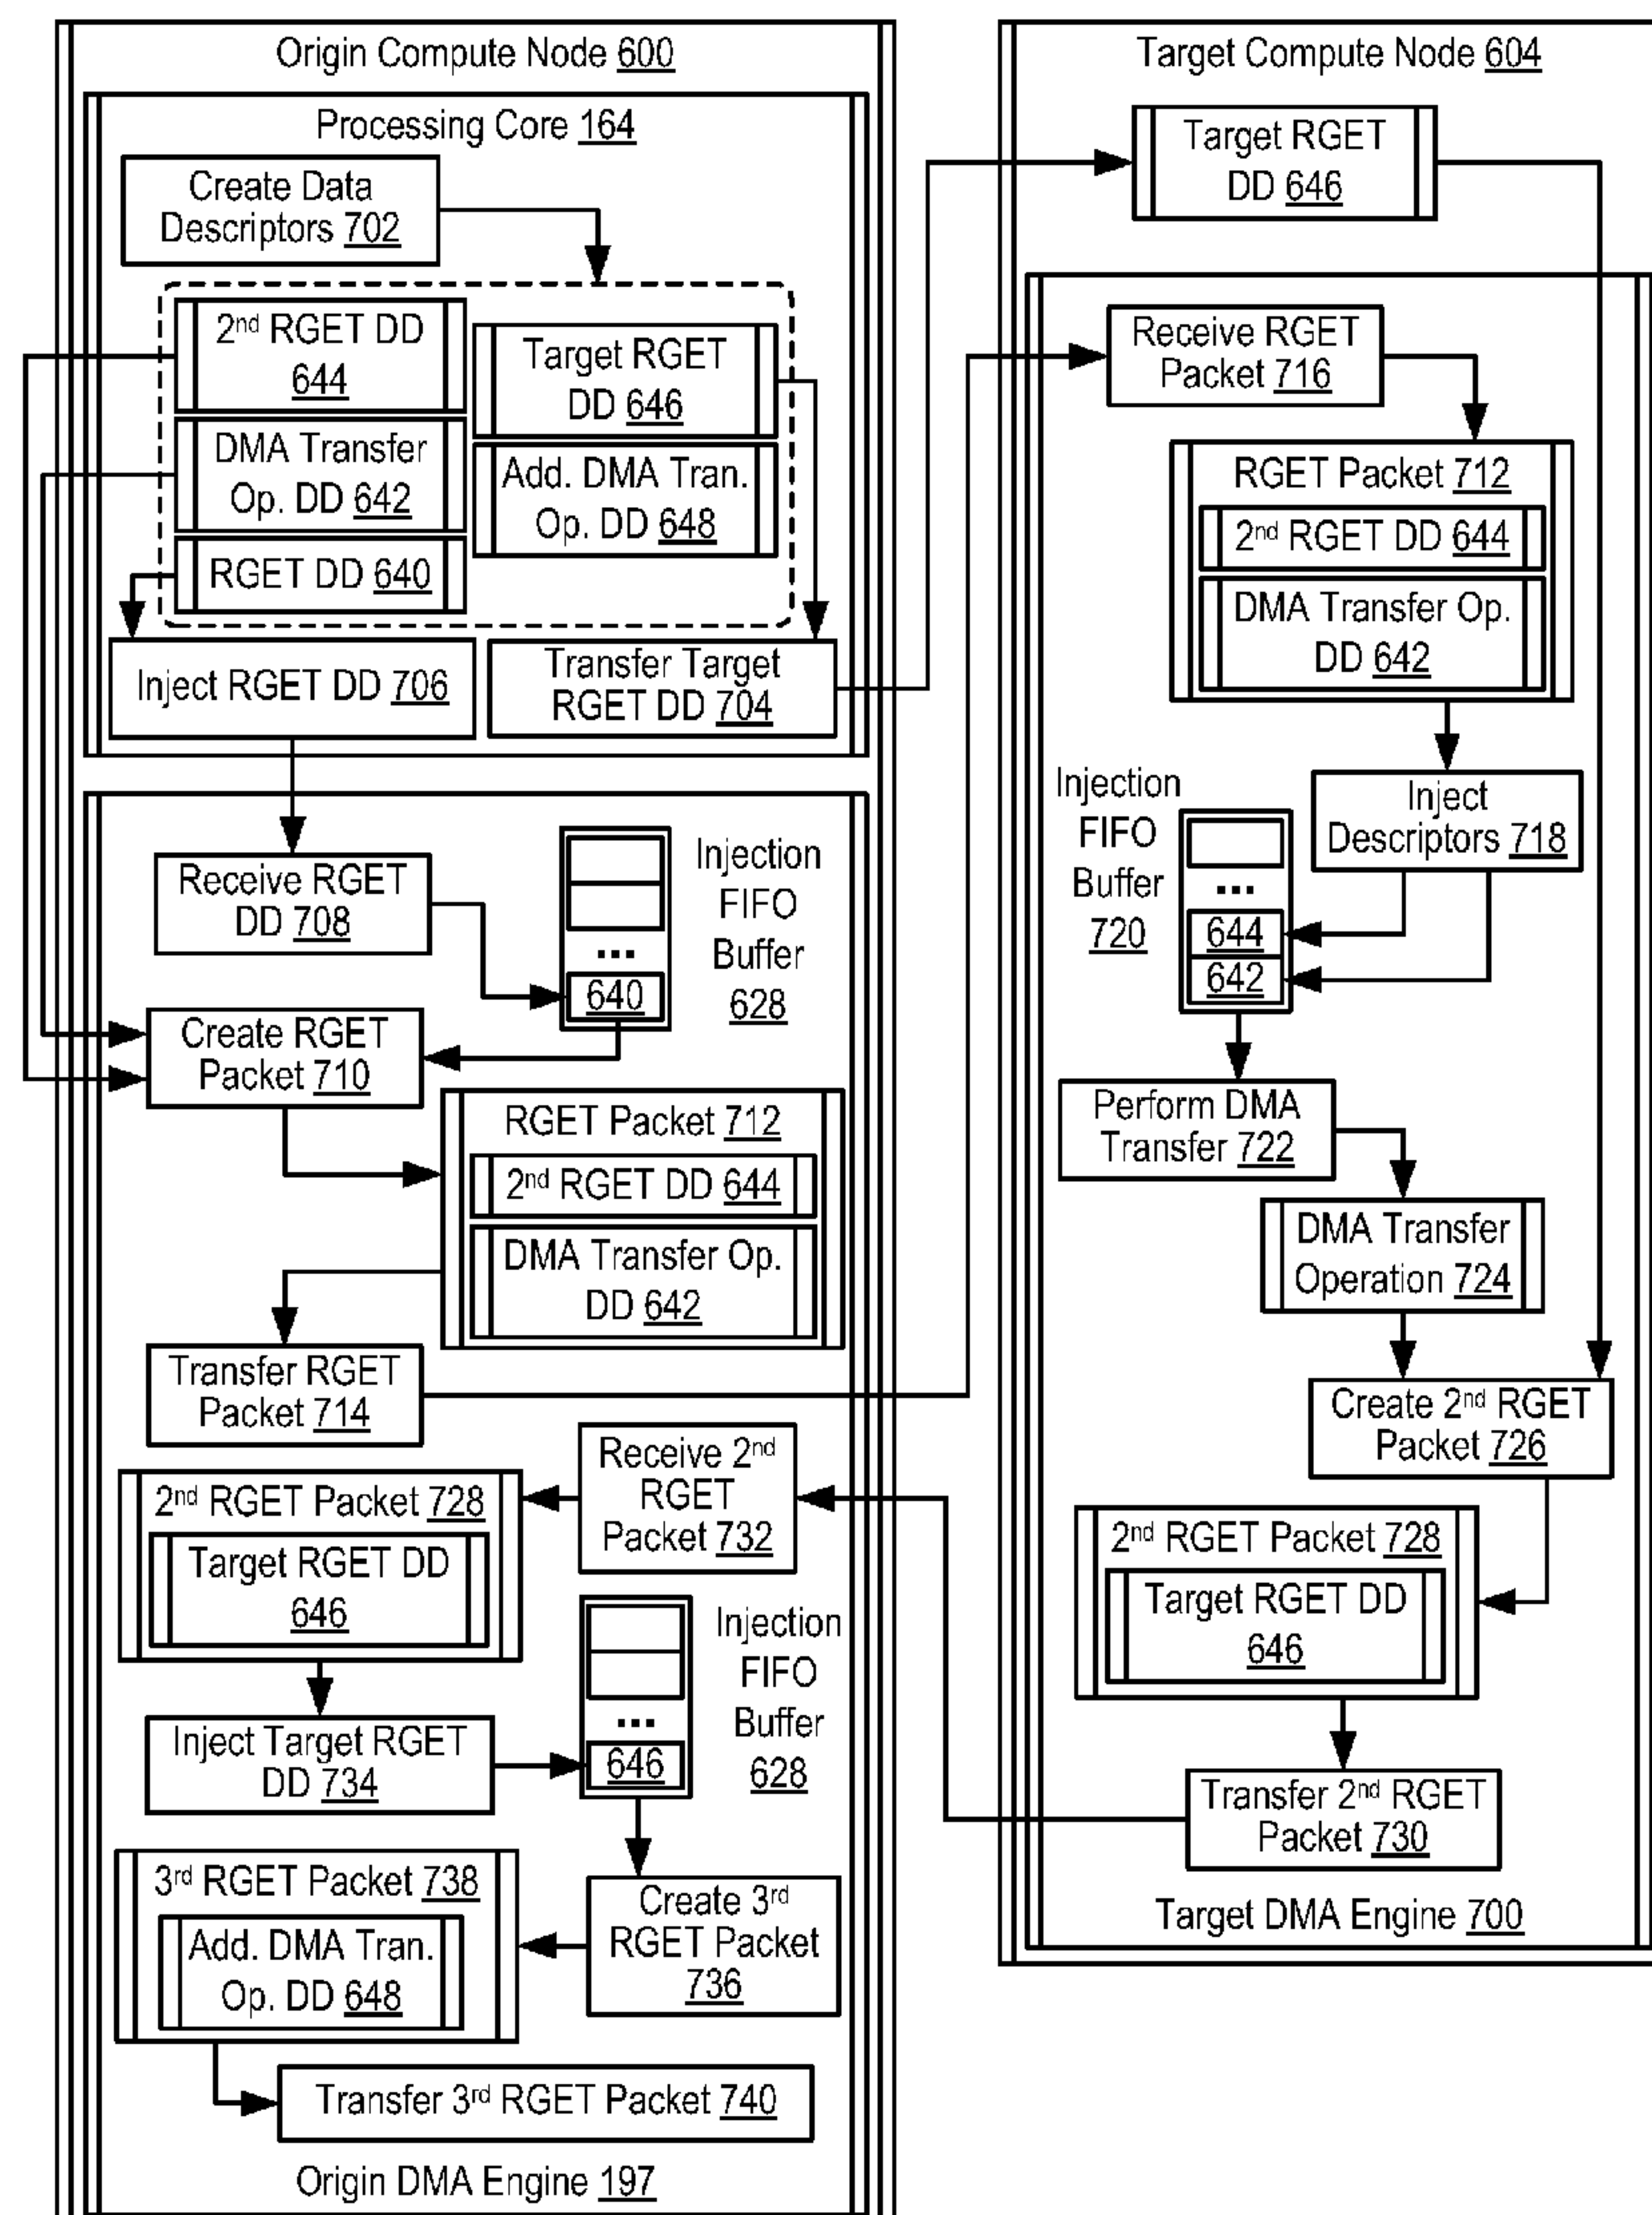 Origin Compute Node 600
Processing Core 164
Create Data
Descriptors 702
2nd RGET DD
644
DMA Transfer
Op. DD 642
RGET DD 640
Target RGET
DD 646
Add. DMA Tran.
Op. DD 648
Inject RGET DD 706
Transfer Target
RGET DD 704
Receive RGET
DD 708
...
640
Injection
FIFO
Buffer
628
Create RGET
Packet 710
RGET Packet 712
2nd RGET DD 644
DMA Transfer Op.
DD 642
Transfer RGET
Packet 714
Receive 2nd
RGET
Packet 732
2nd RGET Packet 728
Target RGET DD
646
Inject Target RGET
DD 734
...
646
Injection
FIFO
Buffer
628
Create 3rd
RGET Packet
736
3rd RGET Packet 738
Add. DMA Tran.
Op. DD 648
Transfer 3rd RGET Packet 740
Origin DMA Engine 197
Target Compute Node 604
Target RGET
DD 646
Receive RGET
Packet 716
RGET Packet 712
2nd RGET DD 644
DMA Transfer Op.
DD 642
Inject
Descriptors 718
Injection
FIFO
Buffer
720
...
644
642
Perform DMA
Transfer 722
DMA Transfer
Operation 724
Create 2nd RGET
Packet 726
2nd RGET Packet 728
Target RGET DD
646
Transfer 2nd RGET
Packet 730
Target DMA Engine 700